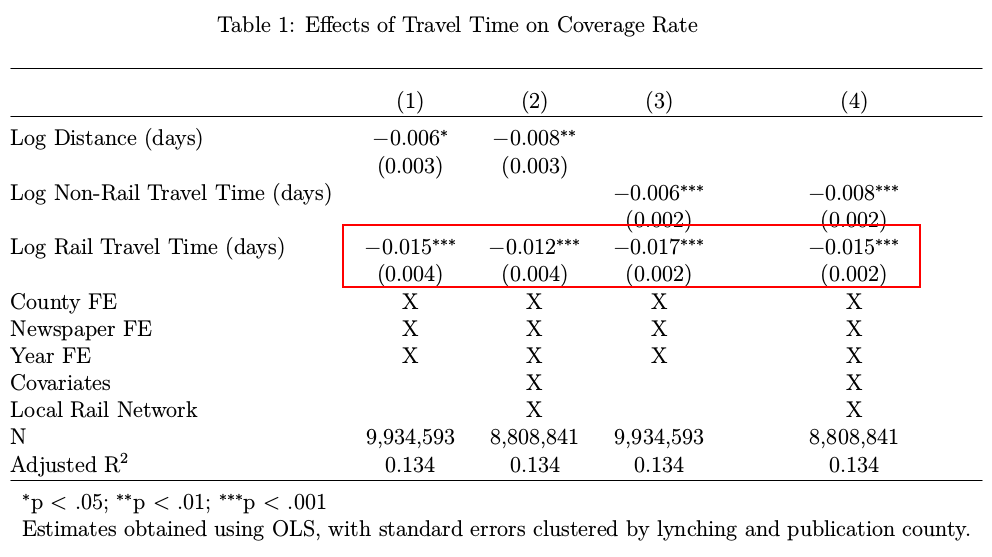 Table 1: Effects of Travel Time on Coverage Rate
(1) (2) (3) (4)
Log Distance (days) −0.006* −0.008**
(0.003) (0.003)
Log Non-Rail Travel Time (days) −0.006*** −0.008***
(0.002) (0.002)
Log Rail Travel Time (days) −0.015*** −0.012*** −0.017*** −0.015***
(0.004) (0.004) (0.002) (0.002)
County FE X X X X
Newspaper FE X X X X
Year FE X X X X
Covariates X X
Local Rail Network X X
N 9,934,593 8,808,841 9,934,593 8,808,841
Adjusted R² 0.134 0.134 0.134 0.134
*p < .05; **p < .01; ***p < .001
Estimates obtained using OLS, with standard errors clustered by lynching and publication county.